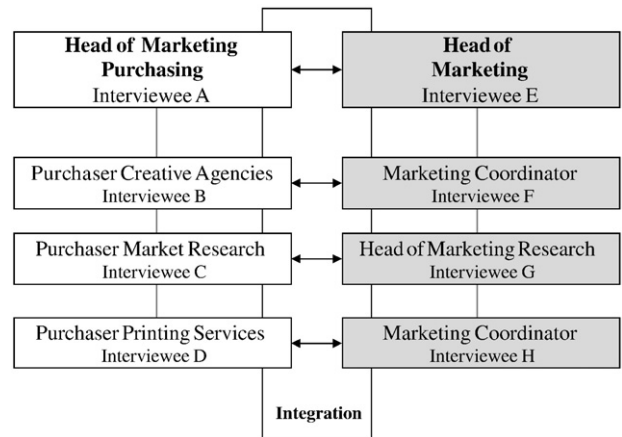 Head of Marketing
Purchasing
Interviewee A
Head of
Marketing
Interviewee E
Purchaser Creative Agencies
Interviewee B
Marketing Coordinator
Interviewee F
Purchaser Market Research
Interviewee C
Head of Marketing Research
Interviewee G
Purchaser Printing Services
Interviewee D
Marketing Coordinator
Interviewee H
Integration